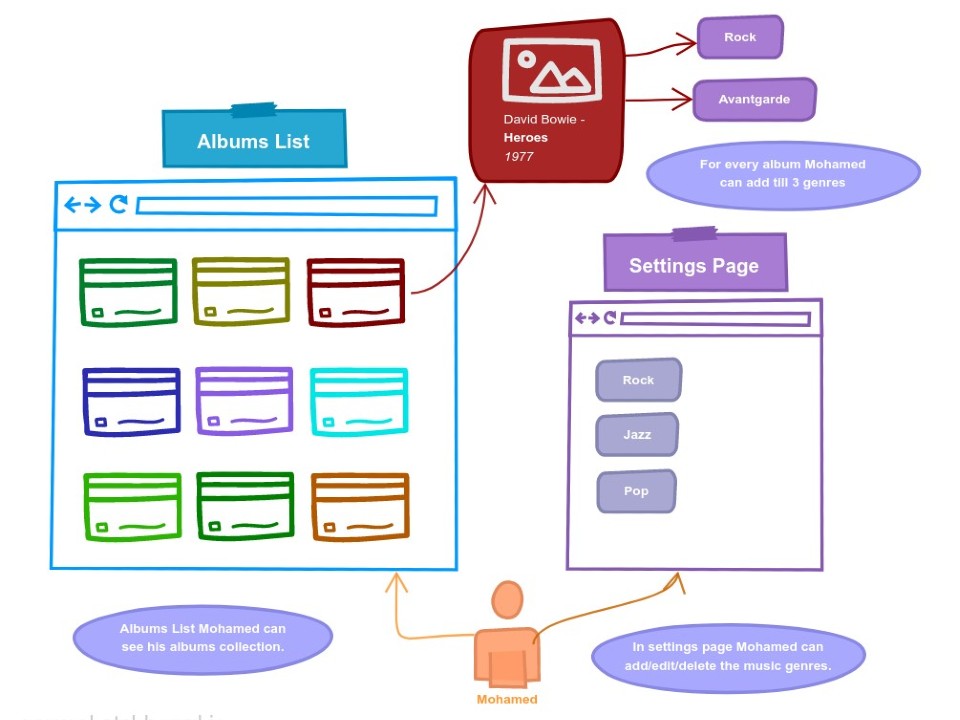 Rock
Avantgarde
David Bowie -
Heroes
1977
Albums List
For every album Mohamed
can add till 3 genres
Settings Page
Rock
Jazz
Pop
Albums List Mohamed can
see his albums collection.
In settings page Mohamed can
add/edit/delete the music genres.
Mohamed